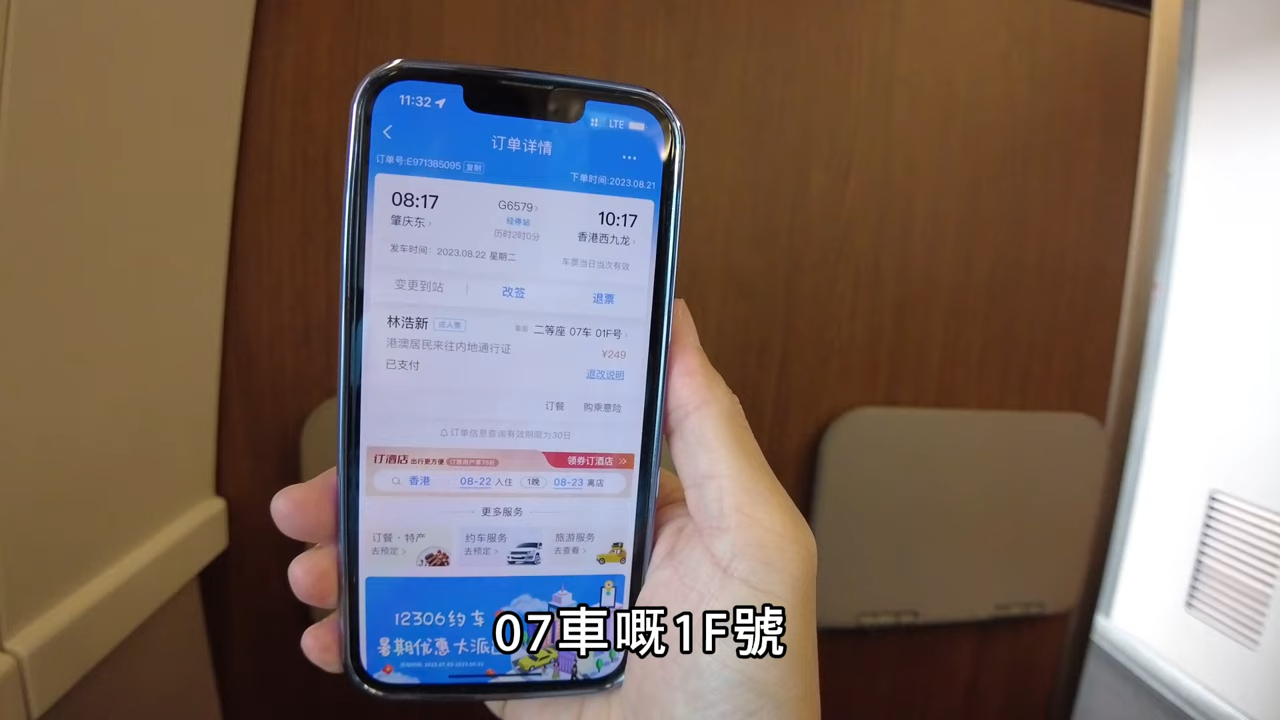 11:32
LTE
订单详情
订单号:E971385095 复制
下单时间:2023.08.21
08:17 G6579 10:17
肇庆东 经停站 香港西九龙
历时2时0分
发车时间：2023.08.22 星期二 车票当日当次有效
变更到站 改签 退票
林浩新 成人票 二等座 07车 01F号
港澳居民来往内地通行证 ¥249
已支付 退改说明
订餐 购乘意险
订单信息查询有效期限为30日
订酒店 出行更方便 领券订酒店
香港 08-22 入住 1晚 08-23 离店
更多服务
订餐·特产 约车服务 旅游服务
去预定 去预定 去查看
12306约车
暑期优惠大派
07車嘅1F號